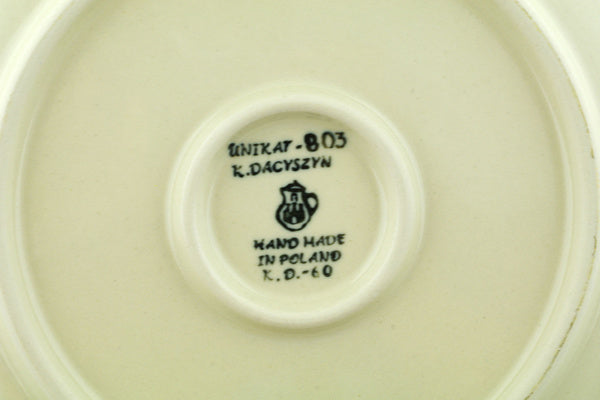 UNIKAT-803
K.DACYSZYN
HAND MADE
IN POLAND
K.D.-60